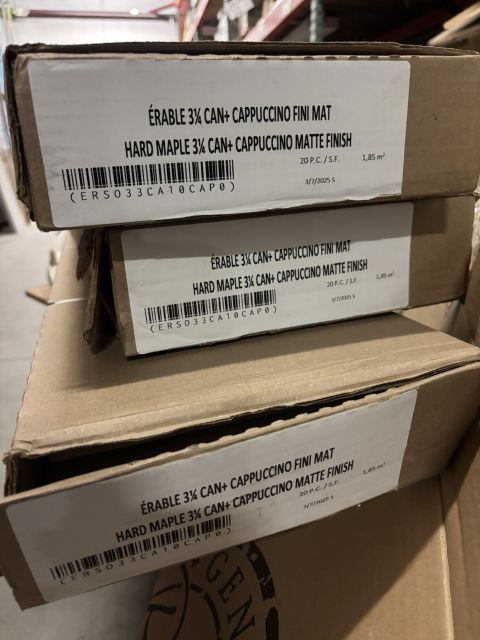 ÉRABLE 3¼ CAN+ CAPPUCCINO FINI MAT
HARD MAPLE 3¼ CAN+ CAPPUCCINO MATTE FINISH
20 P.C. / S.F. 1,85 m²
(ERSO33CA10CAP0)
3/7/2025 S
ÉRABLE 3¼ CAN+ CAPPUCCINO FINI MAT
HARD MAPLE 3¼ CAN+ CAPPUCCINO MATTE FINISH
20 P.C. / S.F. 1,85 m²
(ERSO33CA10CAP0)
3/7/2025 S
ÉRABLE 3¼ CAN+ CAPPUCCINO FINI MAT
HARD MAPLE 3¼ CAN+ CAPPUCCINO MATTE FINISH
20 P.C. / S.F. 1,85 m²
(ERSO33CA10CAP0)
3/7/2025 S